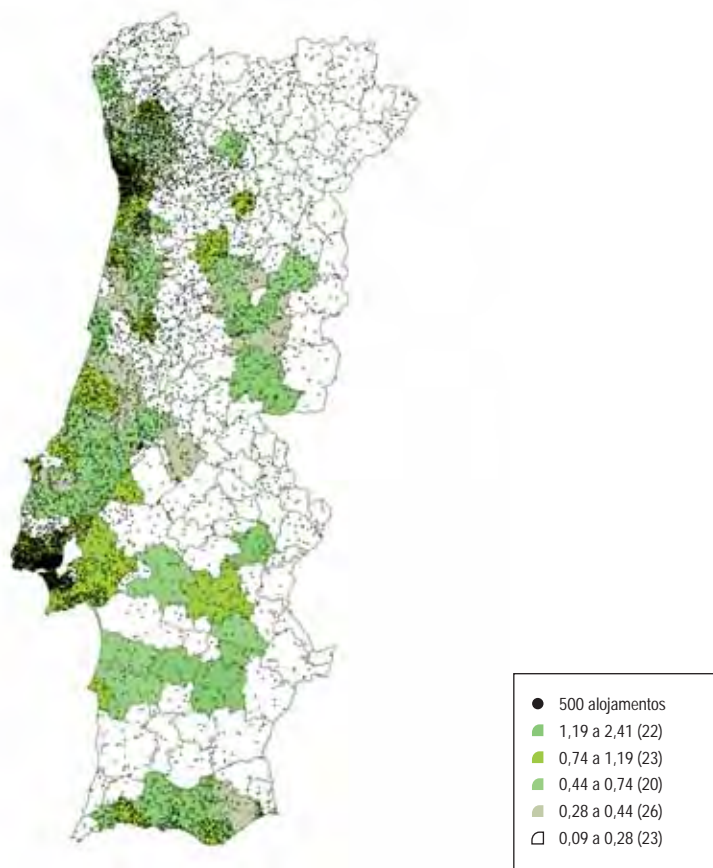 500 alojamentos
1,19 a 2,41 (22)
0,74 a 1,19 (23)
0,44 a 0,74 (20)
0,28 a 0,44 (26)
0,09 a 0,28 (23)